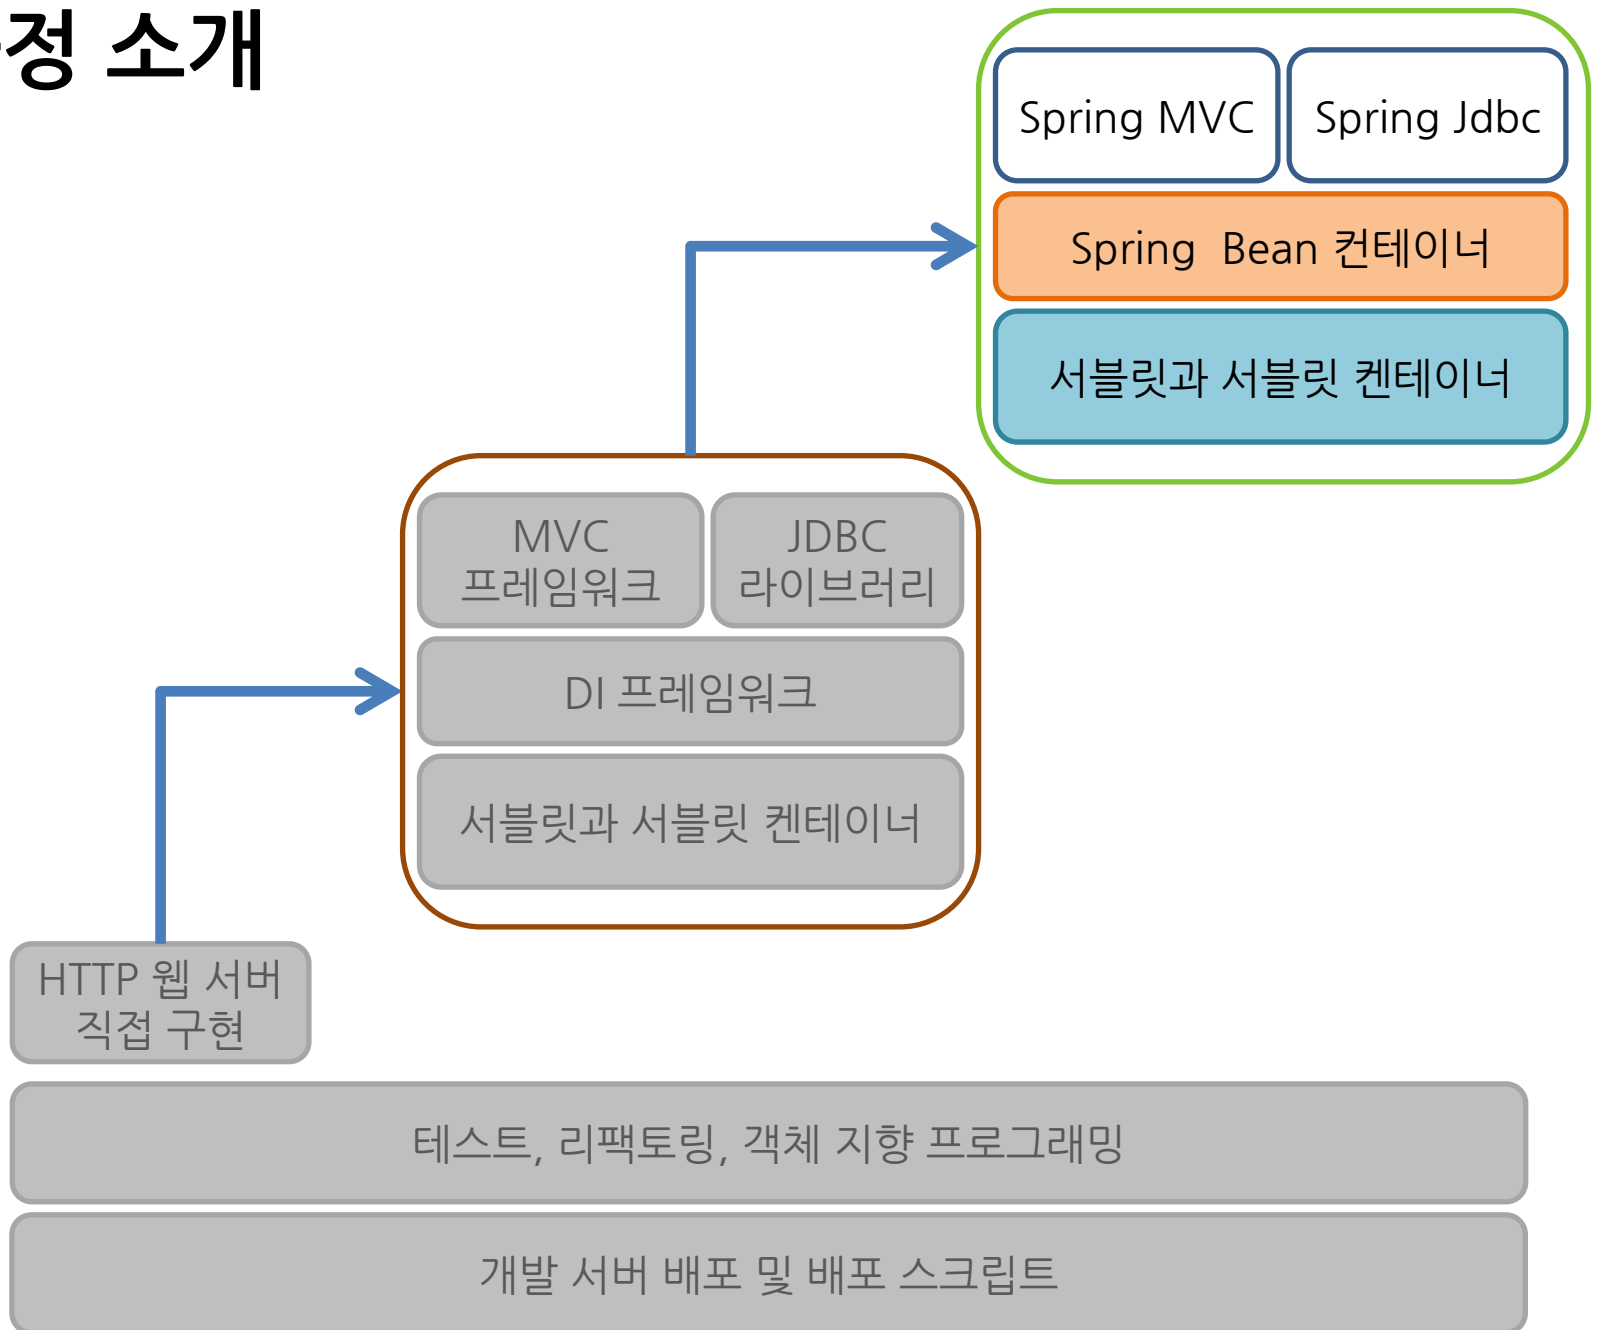 정 소개
Spring MVC
Spring Jdbc
Spring Bean 컨테이너
서블릿과 서블릿 켄테이너
MVC
프레임워크
JDBC
라이브러리
DI 프레임워크
서블릿과 서블릿 켄테이너
HTTP 웹 서버
직접 구현
테스트, 리팩토링, 객체 지향 프로그래밍
개발 서버 배포 및 배포 스크립트